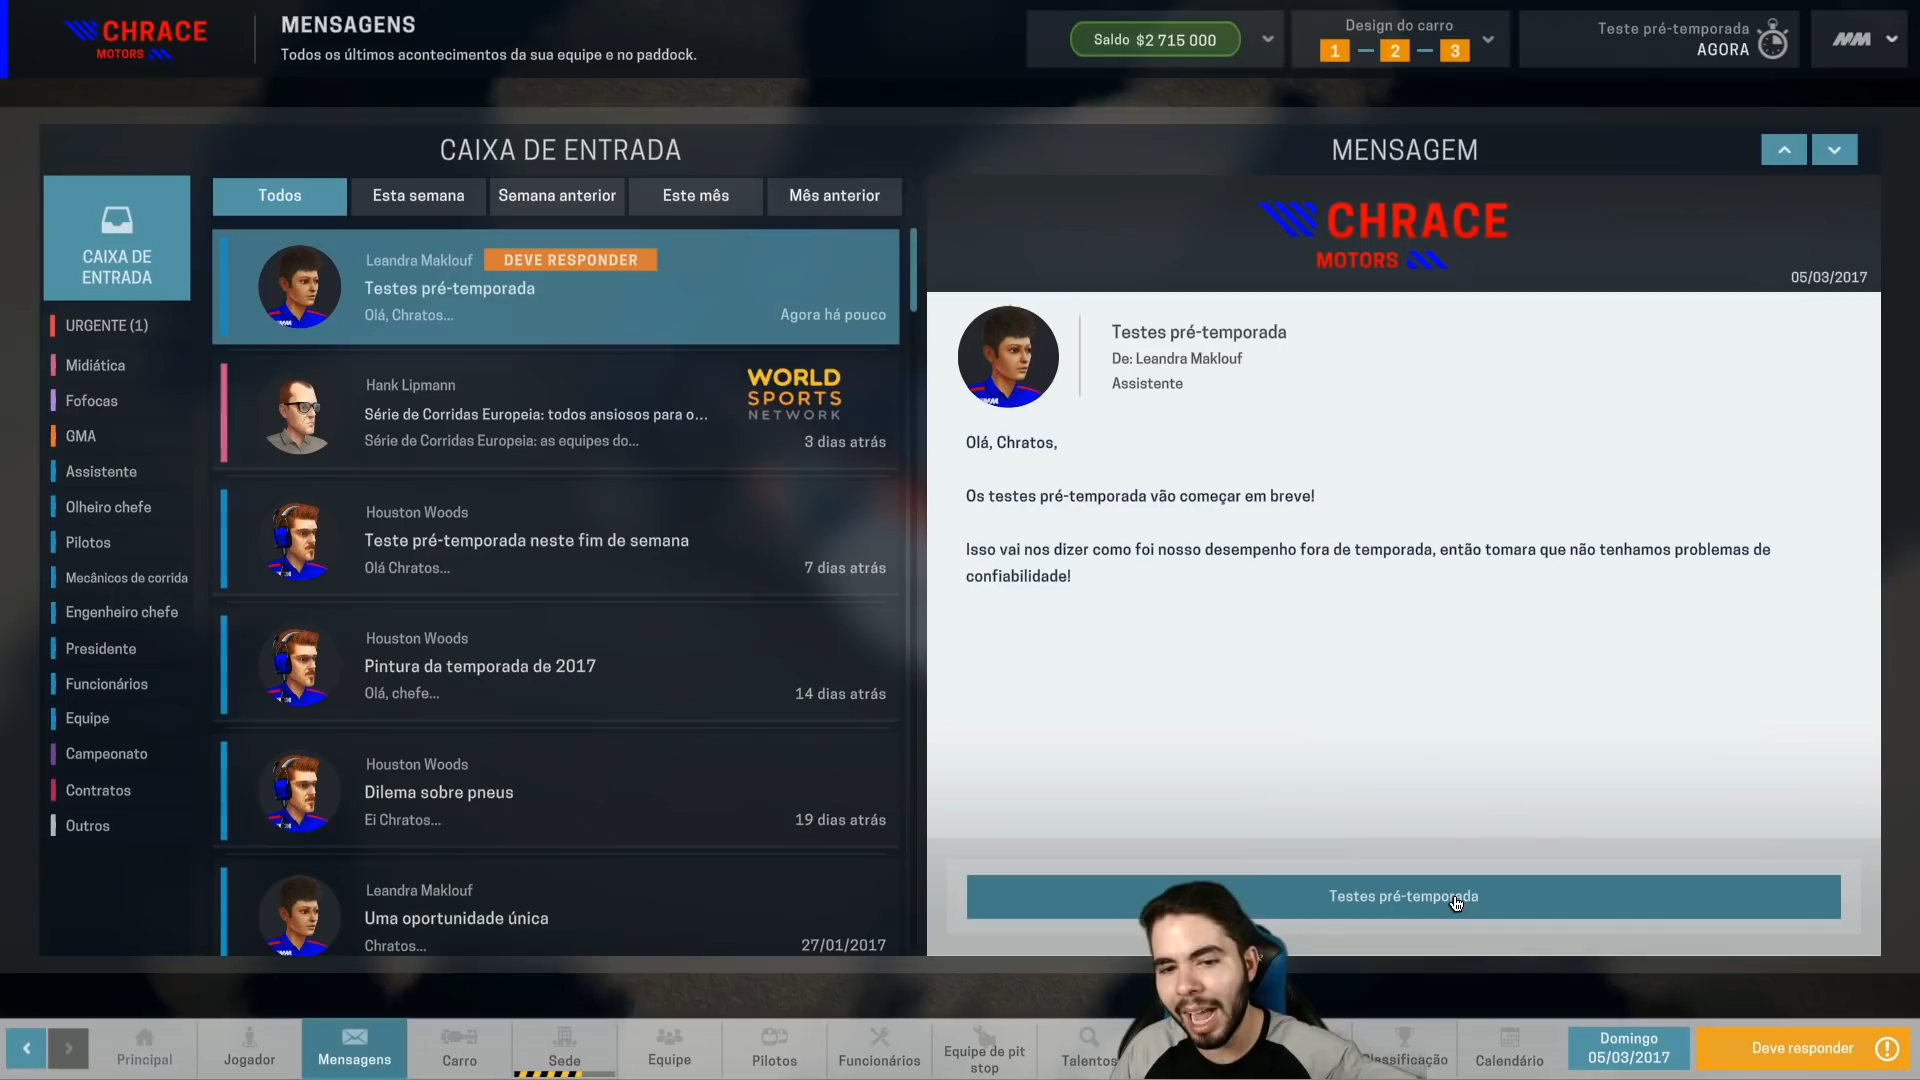 CHRACE
MOTORS
MENSAGENS
Todos os últimos acontecimentos da sua equipe e no paddock.
Saldo $2 715 000
Design do carro
1 2 3
Teste pré-temporada
AGORA
MM
CAIXA DE ENTRADA
MENSAGEM
CAIXA DE
ENTRADA
URGENTE (1)
Midiática
Fofocas
GMA
Assistente
Olheiro chefe
Pilotos
Mecânicos de corrida
Engenheiro chefe
Presidente
Funcionários
Equipe
Campeonato
Contratos
Outros
Todos
Esta semana
Semana anterior
Este mês
Mês anterior
Leandra Maklouf DEVE RESPONDER
Testes pré-temporada
Olá, Chratos...
Agora há pouco
Hank Lipmann
Série de Corridas Europeia: todos ansiosos para o...
Série de Corridas Europeia: as equipes do...
WORLD
SPORTS
NETWORK
3 dias atrás
Houston Woods
Teste pré-temporada neste fim de semana
Olá Chratos...
7 dias atrás
Houston Woods
Pintura da temporada de 2017
Olá, chefe...
14 dias atrás
Houston Woods
Dilema sobre pneus
Ei Chratos...
19 dias atrás
Leandra Maklouf
Uma oportunidade única
Chratos...
27/01/2017
CHRACE
MOTORS
05/03/2017
Testes pré-temporada
De: Leandra Maklouf
Assistente
Olá, Chratos,
Os testes pré-temporada vão começar em breve!
Isso vai nos dizer como foi nosso desempenho fora de temporada, então tomara que não tenhamos problemas de
confiabilidade!
Testes pré-temporada
Principal
Jogador
Mensagens
Carro
Sede
Equipe
Pilotos
Funcionários
Equipe de pit
stop
Talentos
Classificação
Calendário
Domingo
05/03/2017
Deve responder